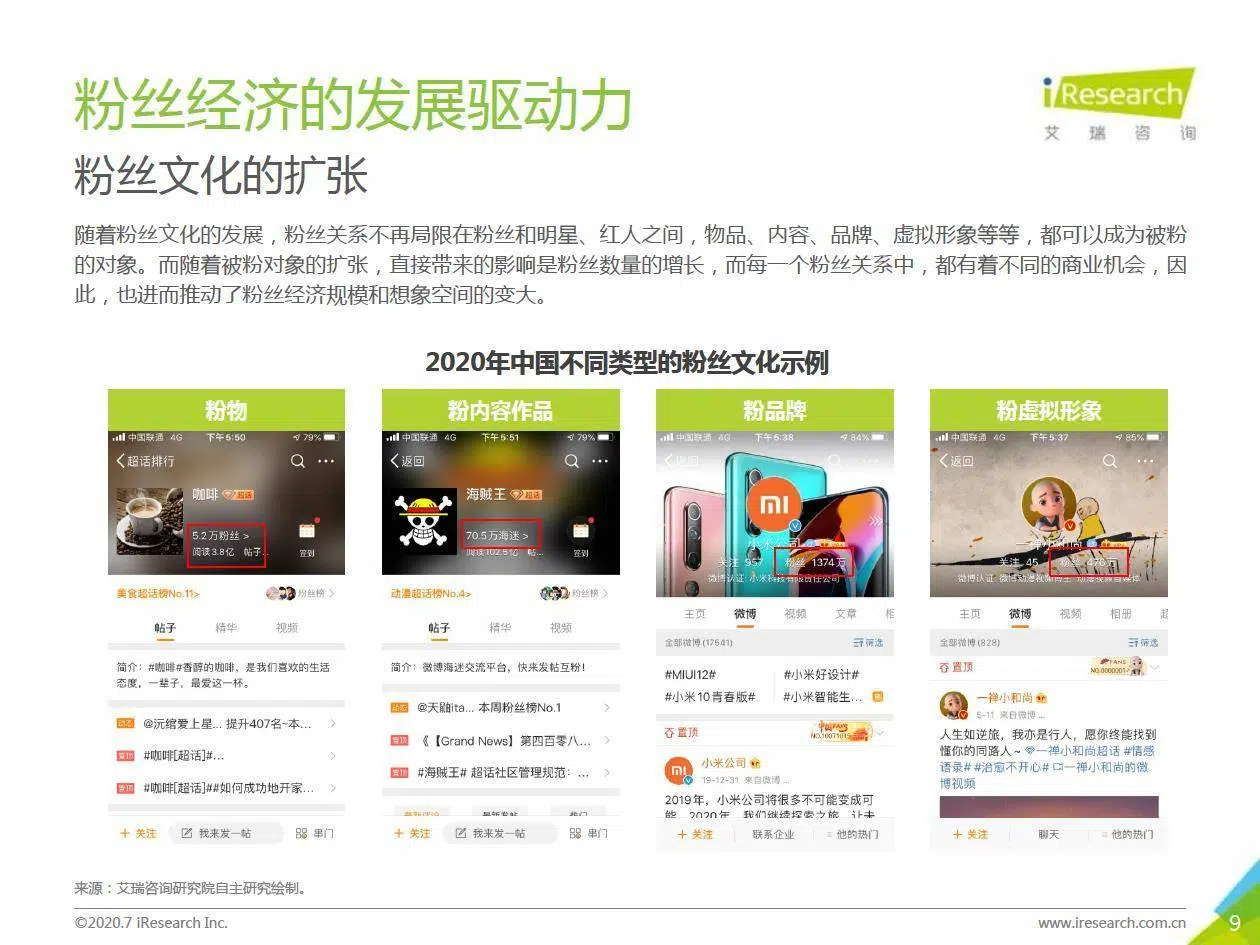 粉丝经济的发展驱动力
iResearch
艾 瑞 咨 询
粉丝文化的扩张
随着粉丝文化的发展，粉丝关系不再局限在粉丝和明星、红人之间，物品、内容、品牌、虚拟形象等等，都可以成为被粉
的对象。而随着被粉对象的扩张，直接带来的影响是粉丝数量的增长，而每一个粉丝关系中，都有着不同的商业机会，因
此，也进而推动了粉丝经济规模和想象空间的变大。
2020年中国不同类型的粉丝文化示例
粉物
中国联通 4G 下午5:50 79%
超话排行
咖啡 超话
5.2万粉丝 >
阅读3.8亿 帖子...
签到
美食超话榜No.11>
粉丝榜
帖子 精华 视频
简介：#咖啡#香醇的咖啡，是我们喜欢的生活
态度，一辈子，最爱这一杯。
动态 @沅绾爱上星... 提升407名~本...
置顶 #咖啡[超话]#...
置顶 #咖啡[超话]##如何成功地开家...
+ 关注 我来发一帖 串门
粉内容作品
中国联通 4G 下午5:51 79%
返回
海贼王 超话
70.5万海迷 >
阅读102.5亿 帖...
签到
动漫超话榜No.4>
粉丝榜
帖子 精华 视频
简介：微博海迷交流平台，快来发帖互粉！
动态 @天鼬ita... 本周粉丝榜No.1
置顶 《【Grand News】第四百零八...
置顶 #海贼王# 超话社区管理规范：...
+ 关注 我来发一帖 串门
粉品牌
中国联通 4G 下午5:38 84%
返回
小米公司
关注 957 粉丝 1374万
微博认证：小米科技有限责任公司
主页 微博 视频 文章
全部微博(17541) 筛选
#MIUI12# #小米好设计#
#小米10青春版# #小米智能生...
置顶
小米公司
19-12-31 来自微博...
2019年，小米公司将很多不可能变成可
能。2020年，我们继续探索之旅，让未
+ 关注 联系企业 他的热门
粉虚拟形象
中国联通 4G 下午5:37 85%
返回
一禅小和尚
关注 45 粉丝 476万
主页 微博 视频 相册 超
全部微博(828) 筛选
置顶
一禅小和尚
5-11 来自微博...
人生如逆旅，我亦是行人，愿你终能找到
懂你的同路人~ 一禅小和尚超话 #情感
语录# #治愈不开心# 一禅小和尚的微
博视频
+ 关注 聊天 他的热门
来源：艾瑞咨询研究院自主研究绘制。
©2020.7 iResearch Inc.
www.iresearch.com.cn
9